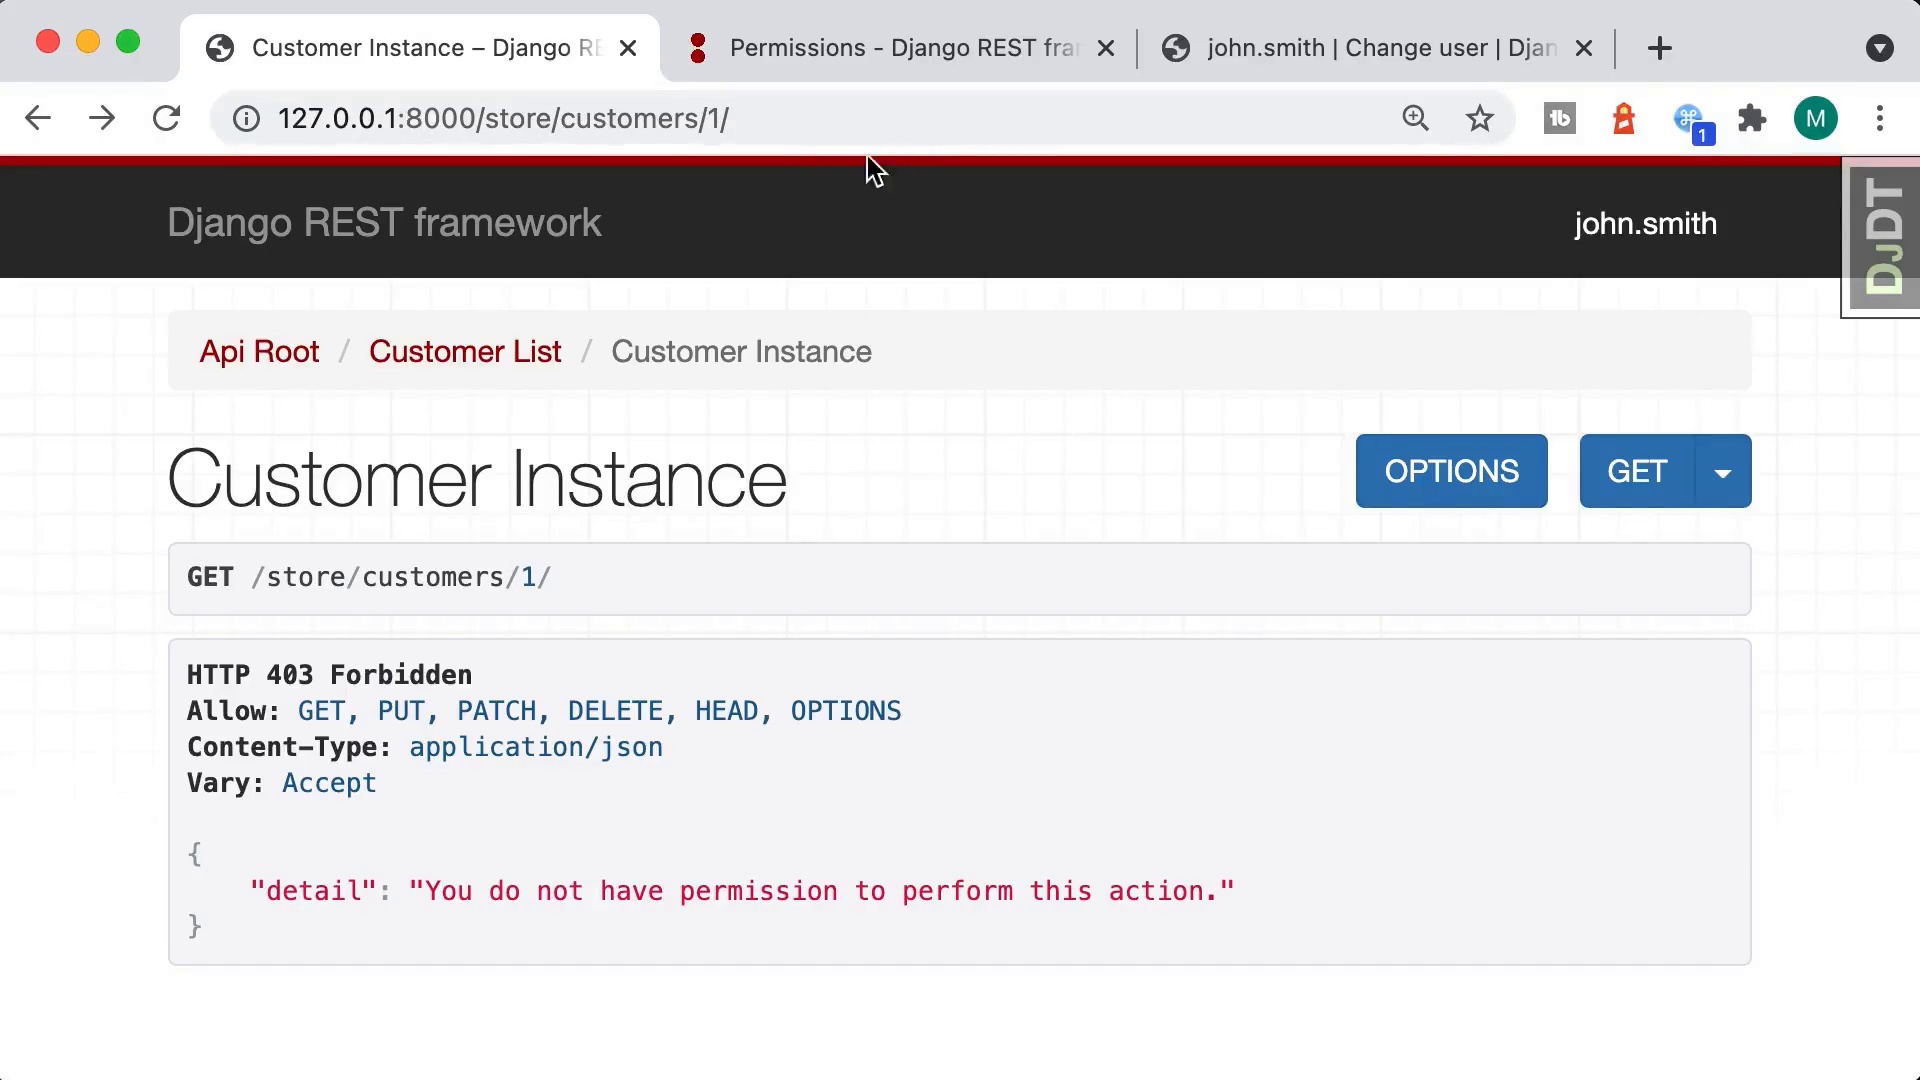 Customer Instance – Django RE
Permissions - Django REST fra
john.smith | Change user | Djan
127.0.0.1:8000/store/customers/1/
1
M
Django REST framework
john.smith
DJDT
Api Root / Customer List / Customer Instance
Customer Instance
OPTIONS
GET
GET /store/customers/1/
HTTP 403 Forbidden
Allow: GET, PUT, PATCH, DELETE, HEAD, OPTIONS
Content-Type: application/json
Vary: Accept
{
"detail": "You do not have permission to perform this action."
}